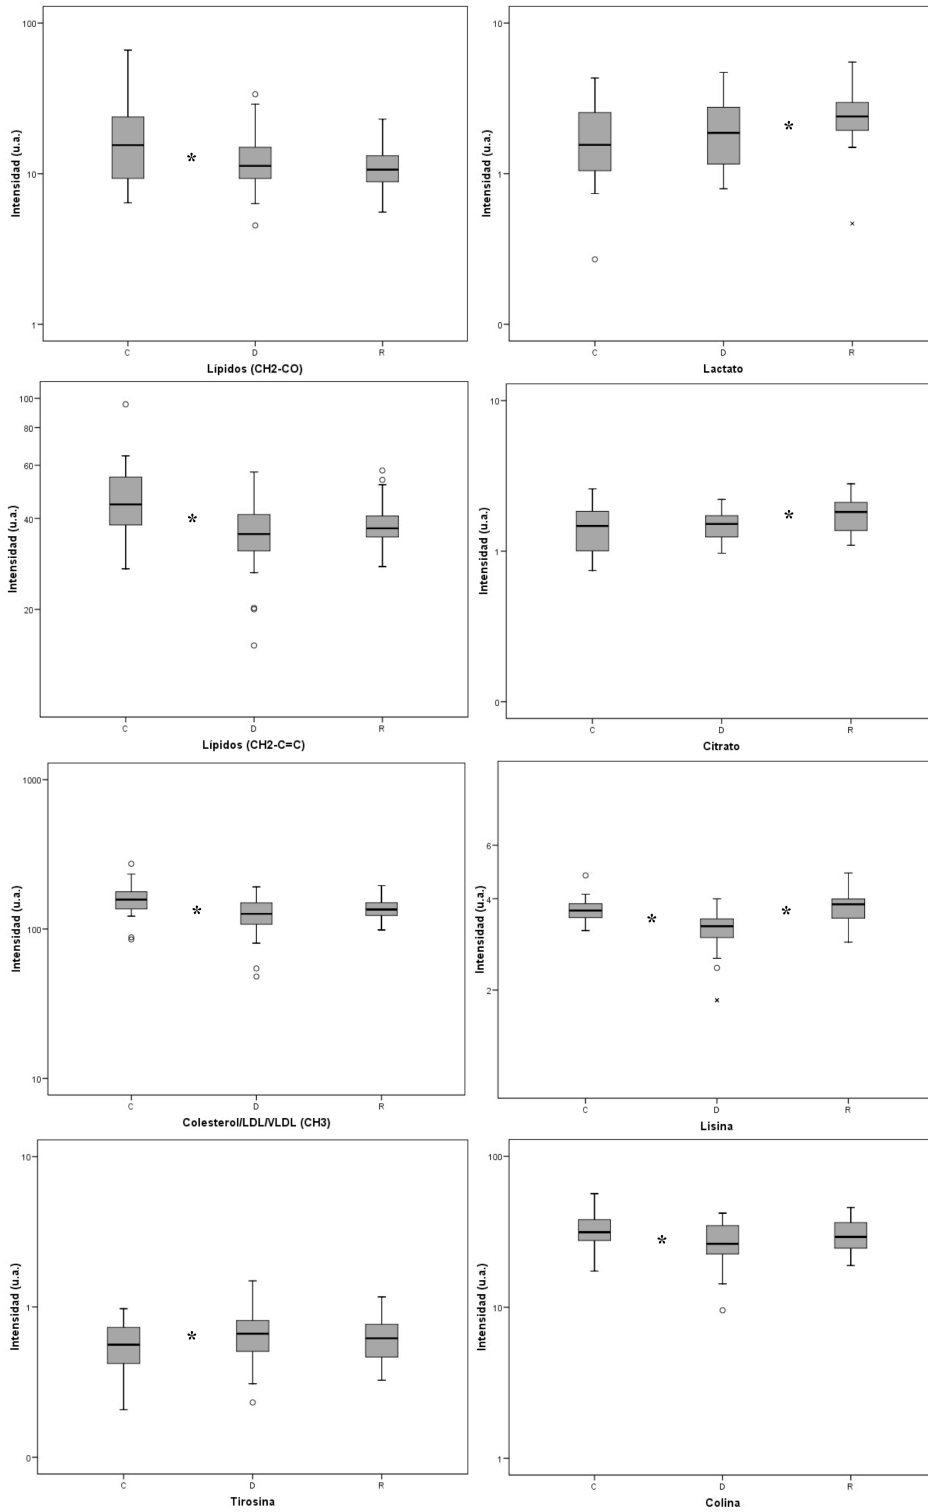 100
10
1
Intensidad (u.a.)
*
C D R
Lípidos (CH2-CO)
10
1
0
Intensidad (u.a.)
*
C D R
Lactato
100
80
60
40
20
Intensidad (u.a.)
*
C D R
Lípidos (CH2-C=C)
10
1
0
Intensidad (u.a.)
*
C D R
Citrato
1000
100
10
Intensidad (u.a.)
*
C D R
Colesterol/LDL/VLDL (CH3)
6
4
2
Intensidad (u.a.)
* *
C D R
Lisina
10
1
0
Intensidad (u.a.)
*
C D R
Tirosina
100
10
1
Intensidad (u.a.)
*
C D R
Colina